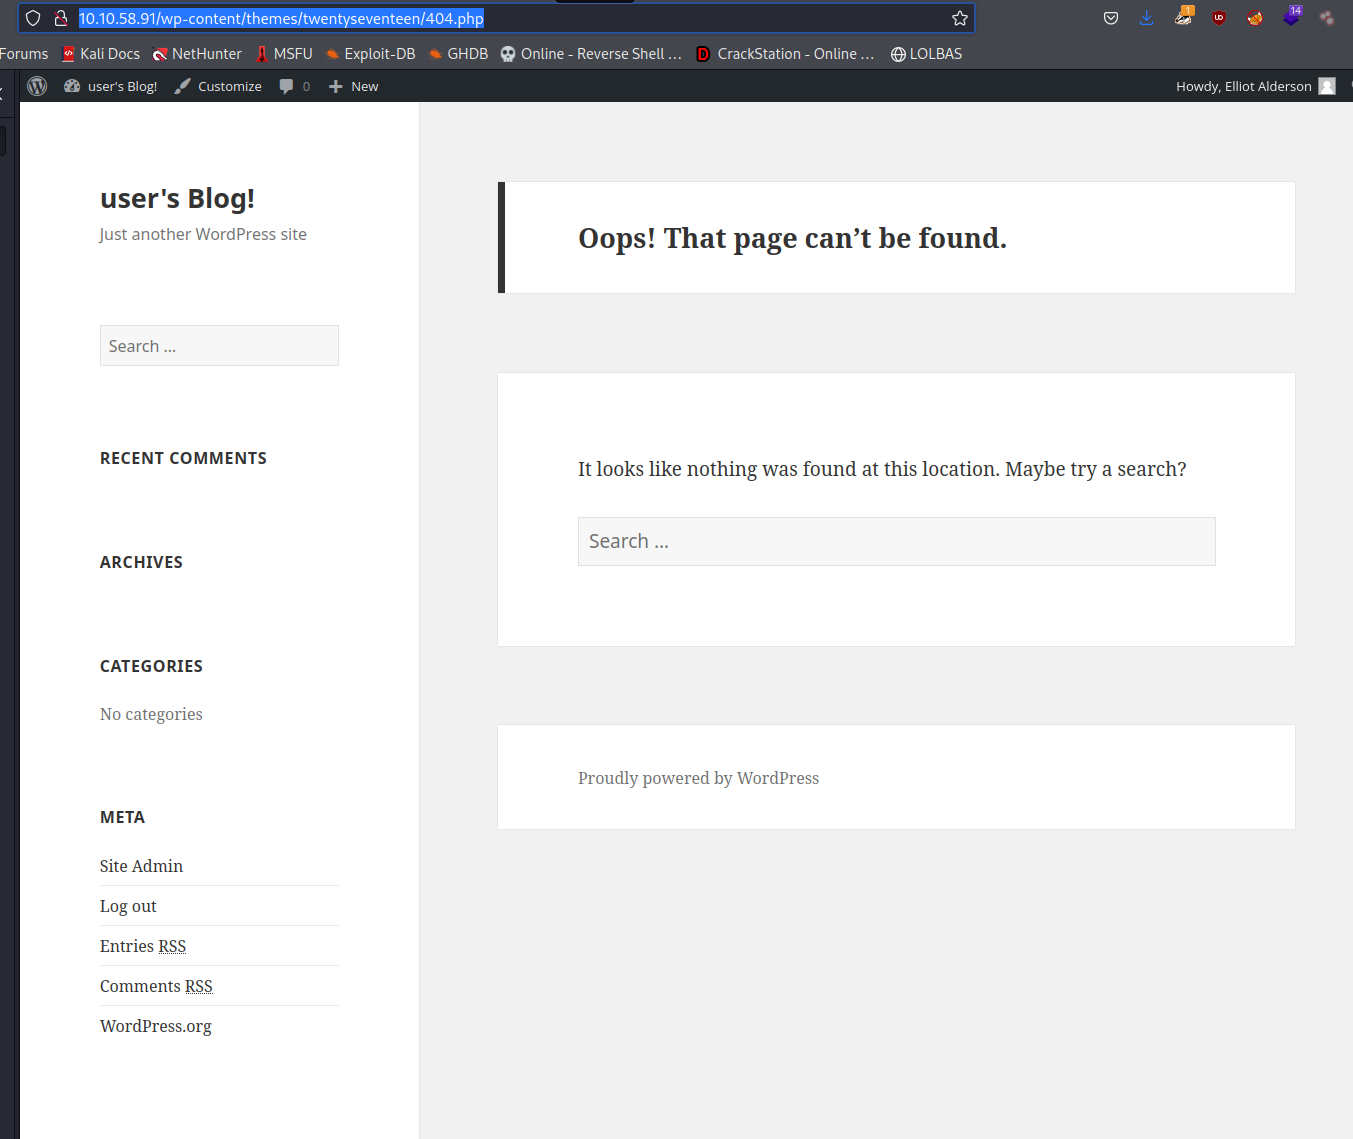 10.10.58.91/wp-content/themes/twentyseventeen/404.php
1
14
Forums Kali Docs NetHunter MSFU Exploit-DB GHDB Online - Reverse Shell ... CrackStation - Online ... LOLBAS
user's Blog! Customize 0 New Howdy, Elliot Alderson
user's Blog!
Just another WordPress site
Search ...
RECENT COMMENTS
ARCHIVES
CATEGORIES
No categories
META
Site Admin
Log out
Entries RSS
Comments RSS
WordPress.org
Oops! That page can’t be found.
It looks like nothing was found at this location. Maybe try a search?
Search ...
Proudly powered by WordPress